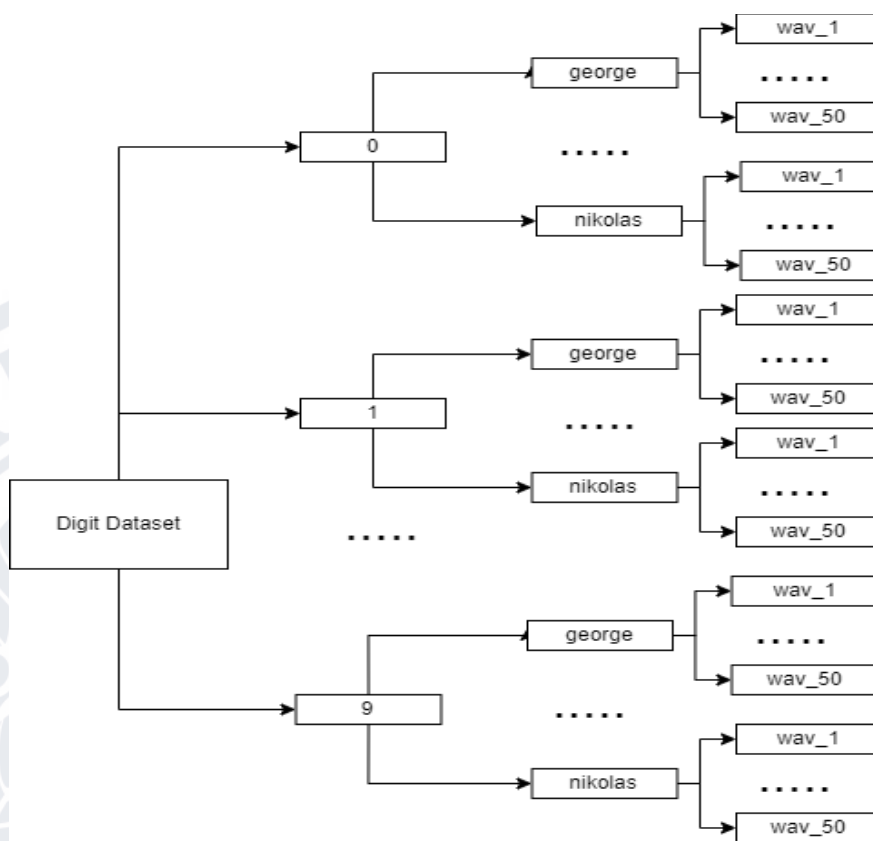 wav_1
george
.....
wav_50
0
.....
wav_1
nikolas
.....
wav_50
wav_1
george
.....
wav_50
1
.....
wav_1
nikolas
.....
wav_50
Digit Dataset
.....
wav_1
george
.....
wav_50
9
.....
wav_1
nikolas
.....
wav_50